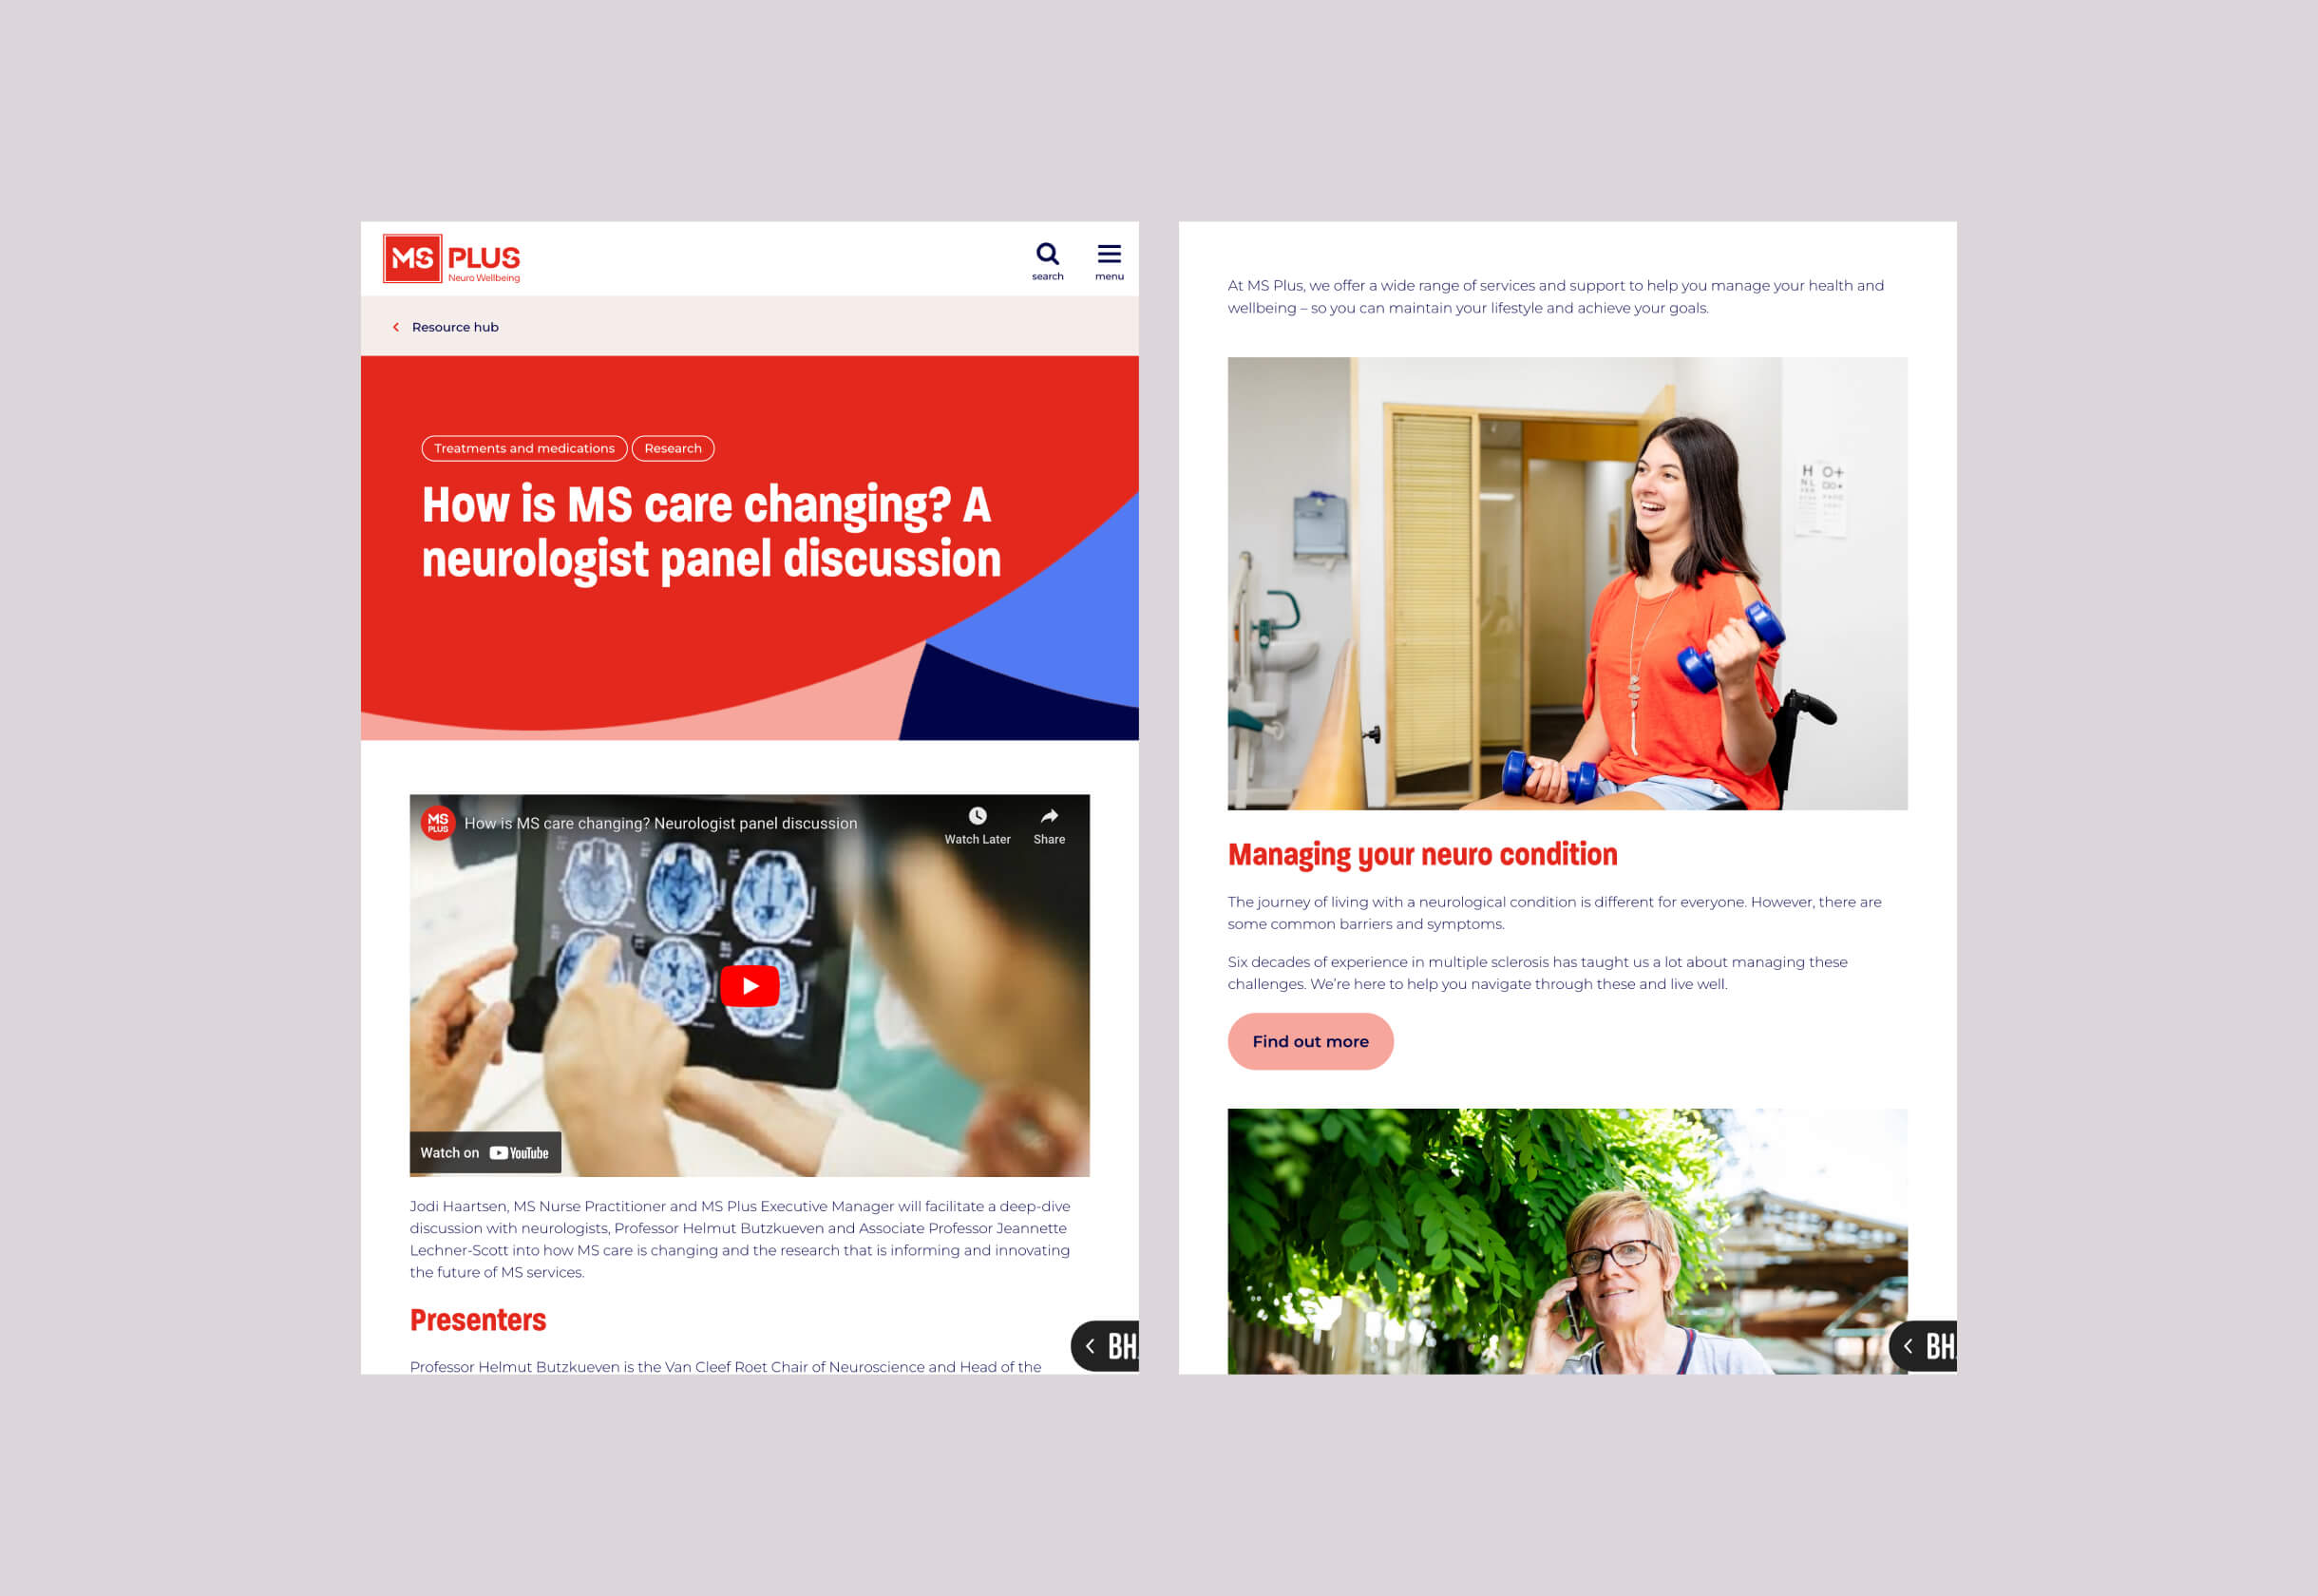 MS PLUS
Neuro Wellbeing
search
menu
Resource hub
Treatments and medications
Research
How is MS care changing? A
neurologist panel discussion
MS
PLUS
How is MS care changing? Neurologist panel discussion
Watch Later
Share
Watch on YouTube
Jodi Haartsen, MS Nurse Practitioner and MS Plus Executive Manager will facilitate a deep-dive
discussion with neurologists, Professor Helmut Butzkueven and Associate Professor Jeannette
Lechner-Scott into how MS care is changing and the research that is informing and innovating
the future of MS services.
Presenters
Professor Helmut Butzkueven is the Van Cleef Roet Chair of Neuroscience and Head of the
BH
At MS Plus, we offer a wide range of services and support to help you manage your health and
wellbeing – so you can maintain your lifestyle and achieve your goals.
Managing your neuro condition
The journey of living with a neurological condition is different for everyone. However, there are
some common barriers and symptoms.
Six decades of experience in multiple sclerosis has taught us a lot about managing these
challenges. We're here to help you navigate through these and live well.
Find out more
BH